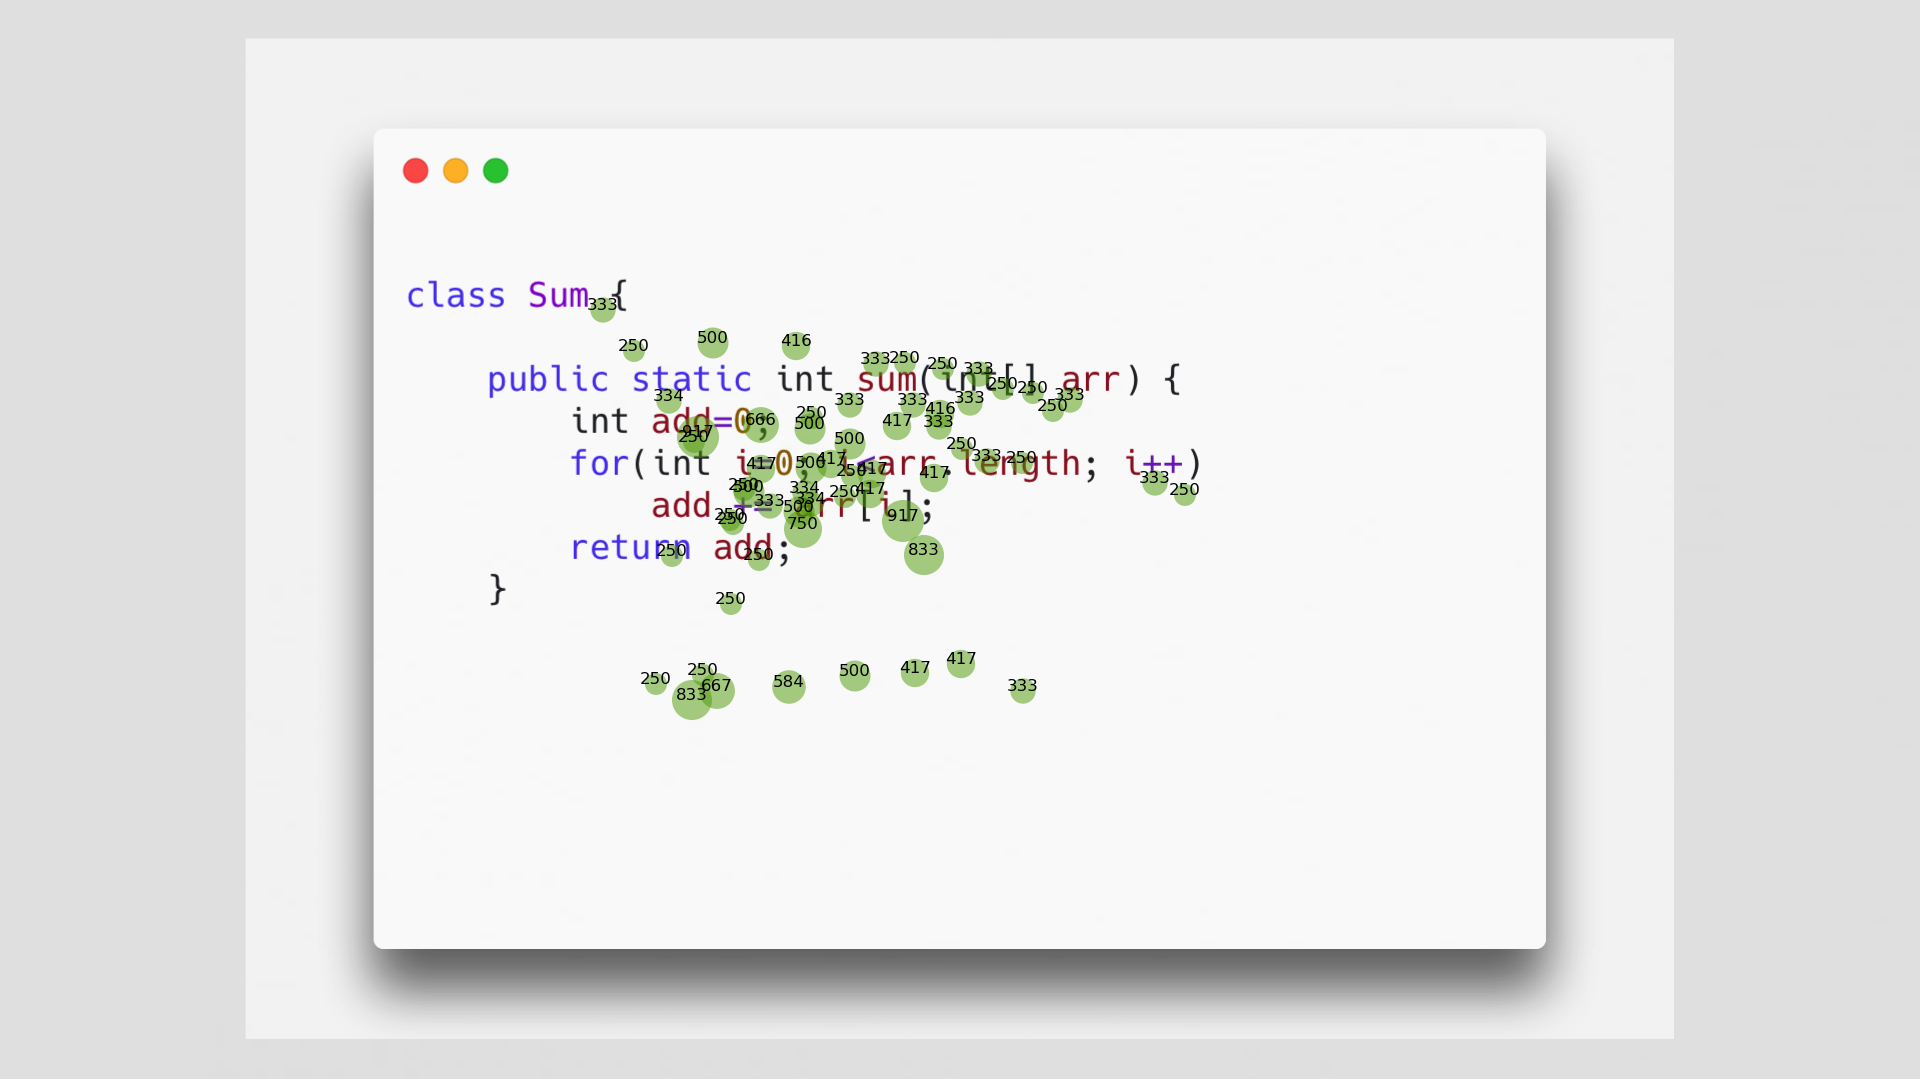 class Sum {
333
250 500 416
333 250 250 333
public static int sum(int[] arr) {
250 250 333 250
334 333 333 416 333
int add=0;
917 250 666 250 500 417 333
500 250
for(int i=0; i<arr.length; i++)
417 500 417 250 417 417 333 250 333 250
250 500 333 334 334 250 417
add += arr[i];
250 250 500 750 917
return add;
250 250 833
}
250
250 250 833 667 584 500 417 417 333